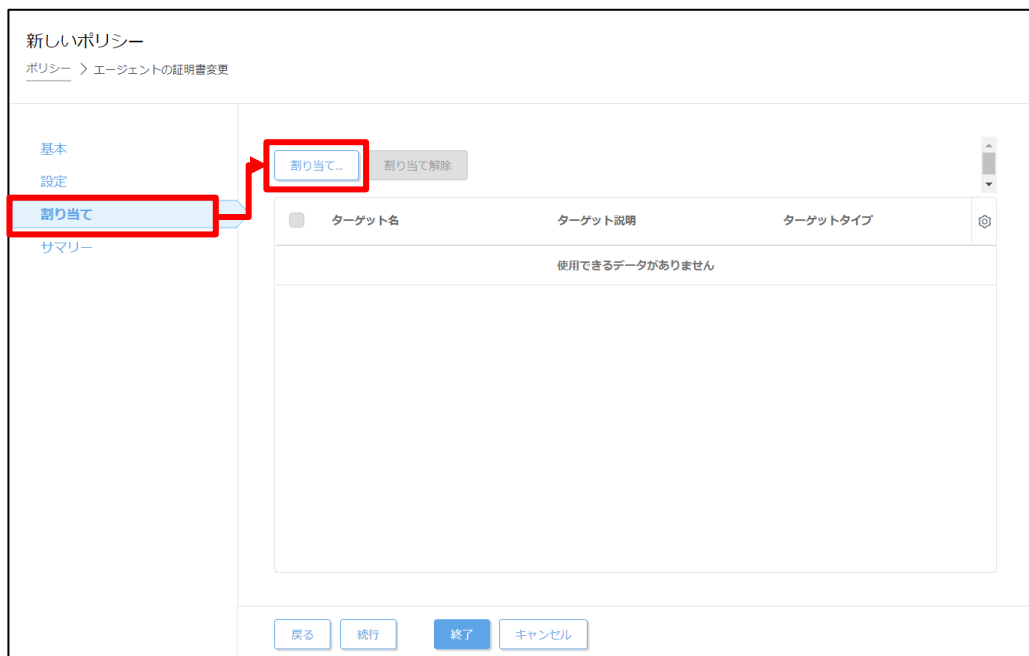 新しいポリシー
ポリシー > エージェントの証明書変更
基本
設定
割り当て
サマリー
割り当て... 割り当て解除
ターゲット名 ターゲット説明 ターゲットタイプ
使用できるデータがありません
戻る 続行 終了 キャンセル